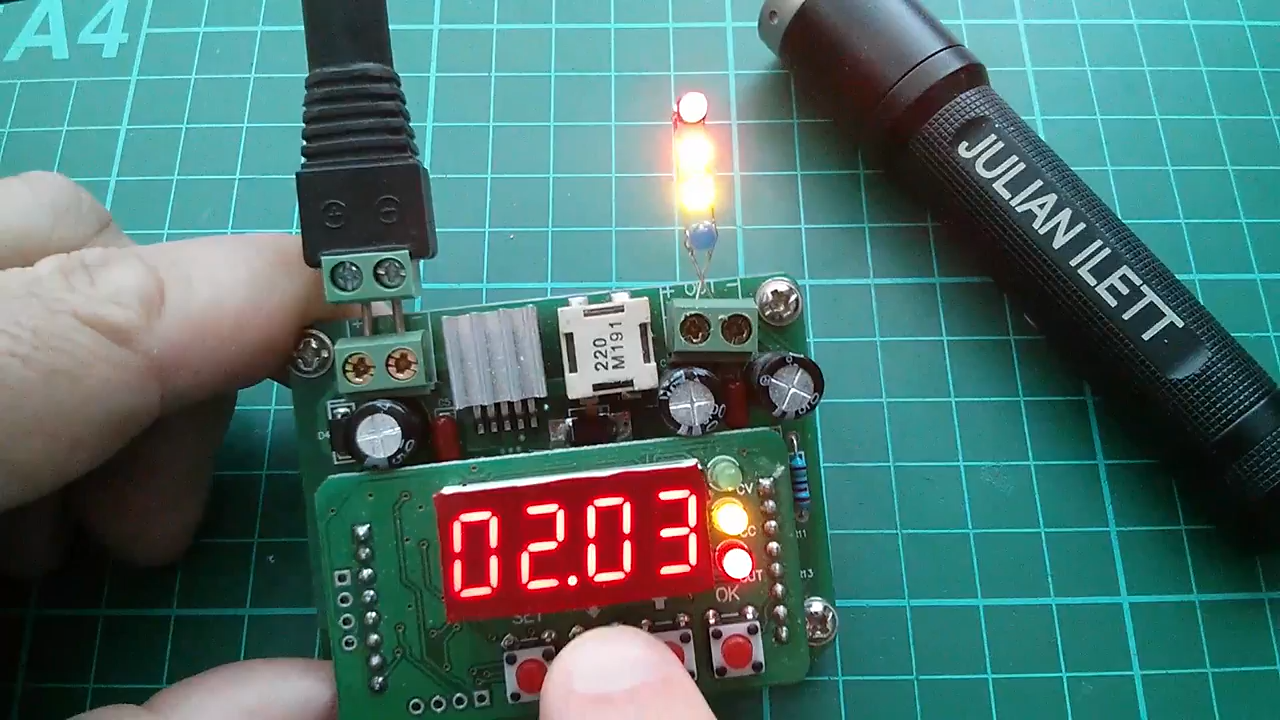 A4
JULIAN ILETT
+ -
220
M191
02.03
CV
CC
OUT
SET
OK